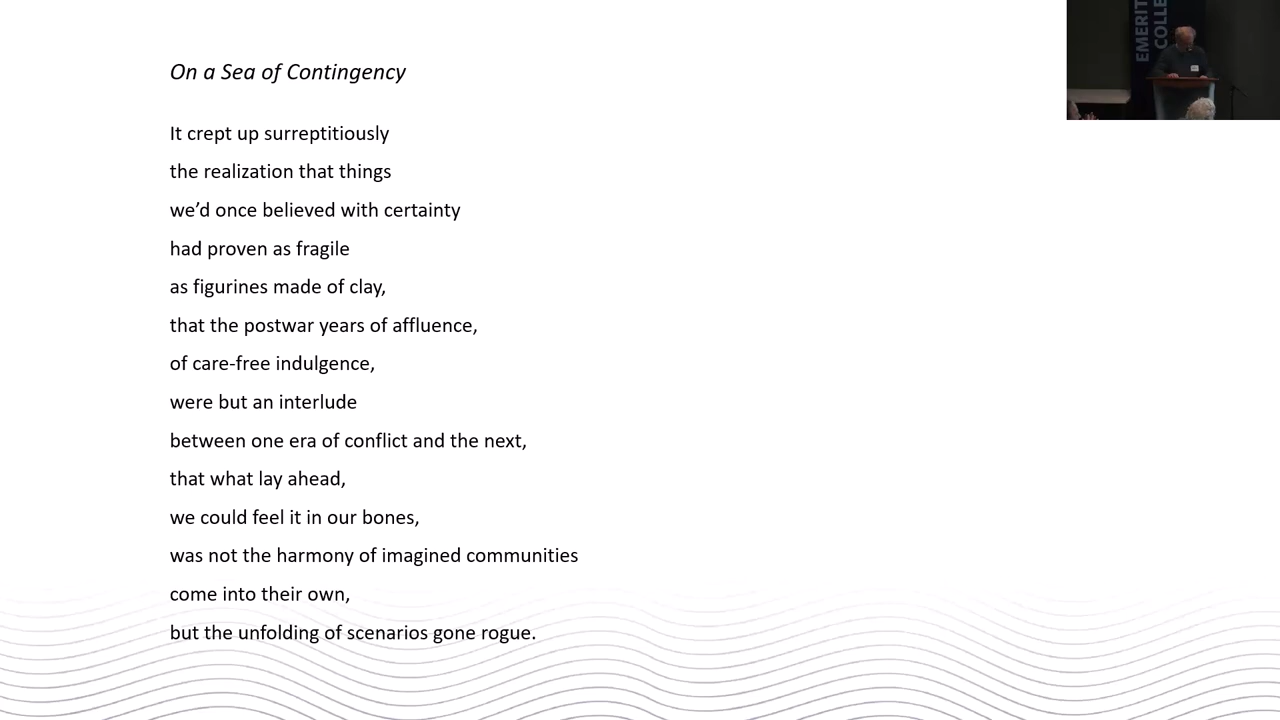 On a Sea of Contingency
It crept up surreptitiously
the realization that things
we’d once believed with certainty
had proven as fragile
as figurines made of clay,
that the postwar years of affluence,
of care-free indulgence,
were but an interlude
between one era of conflict and the next,
that what lay ahead,
we could feel it in our bones,
was not the harmony of imagined communities
come into their own,
but the unfolding of scenarios gone rogue.
EMERIT
COLLE